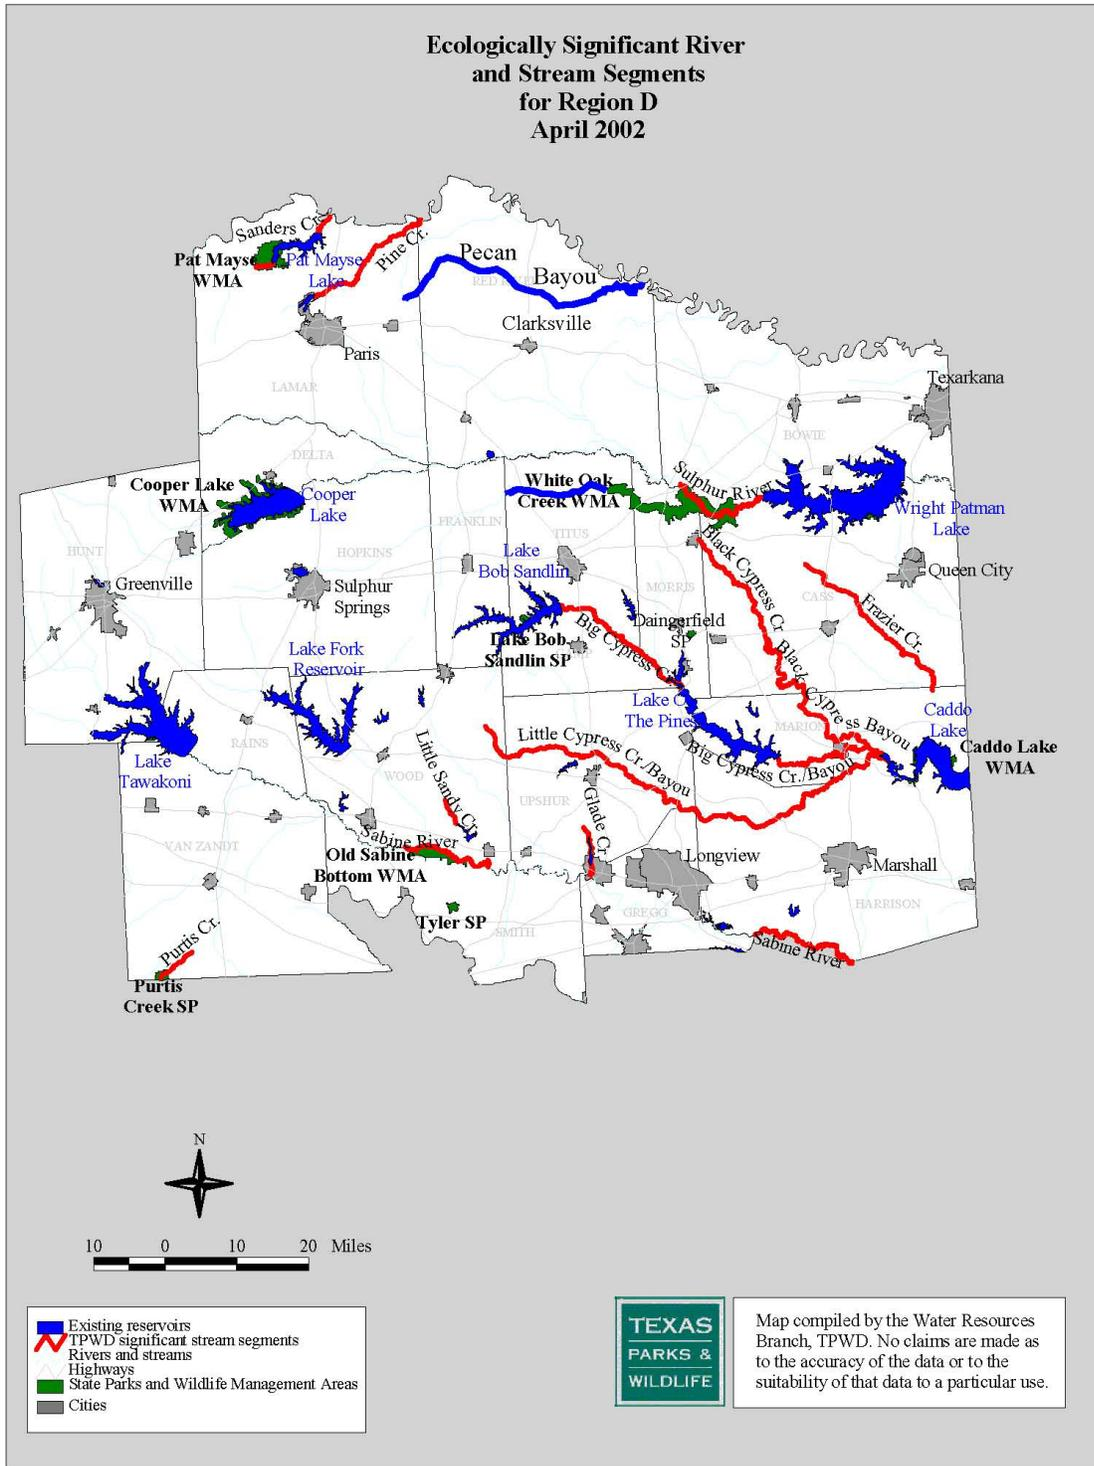 Ecologically Significant River
and Stream Segments
for Region D
April 2002
Sanders Cr.
Pat Mayse
WMA
Pat Mayse
Lake
Pine Cr.
Pecan
Bayou
RED RIVER
Clarksville
Paris
LAMAR
Texarkana
BOWIE
DELTA
Cooper Lake
WMA
Cooper
Lake
White Oak
Creek WMA
Sulphur River
Wright Patman
Lake
FRANKLIN
TITUS
HUNT
HOPKINS
Lake
Bob Sandlin
Black Cypress Cr
MORRIS
CASS
Queen City
Greenville
Sulphur
Springs
Frazier Cr.
Daingerfield
SP
Lake Bob
Sandlin SP
Big Cypress Cr.
Lake Fork
Reservoir
Black Cypress Bayou
Lake O
The Pines
MARION
Caddo
Lake
Caddo Lake
WMA
Lake
Tawakoni
RAINS
WOOD
Little Sandy Cr.
Little Cypress Cr./Bayou
Big Cypress Cr./Bayou
UPSHUR
Glade Cr.
VAN ZANDT
Sabine River
Old Sabine
Bottom WMA
Longview
Marshall
HARRISON
GREGG
Tyler SP
SMITH
Sabine River
Purtis Cr.
Purtis
Creek SP
N
10 0 10 20 Miles
Existing reservoirs
TPWD significant stream segments
Rivers and streams
Highways
State Parks and Wildlife Management Areas
Cities
TEXAS
PARKS &
WILDLIFE
Map compiled by the Water Resources
Branch, TPWD. No claims are made as
to the accuracy of the data or to the
suitability of that data to a particular use.